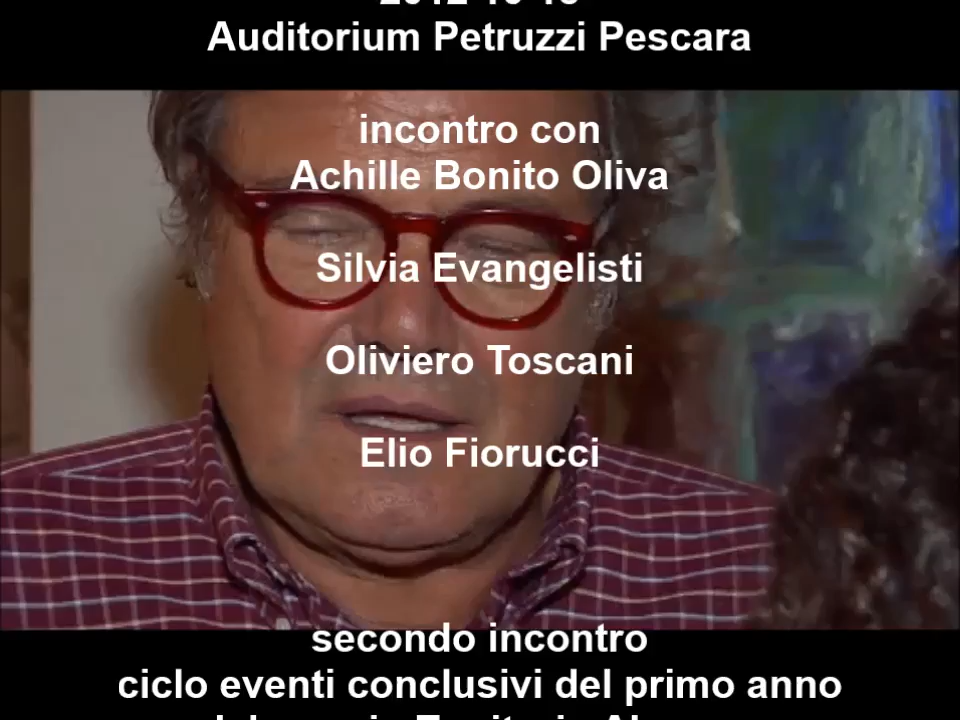 Auditorium Petruzzi Pescara
incontro con
Achille Bonito Oliva
Silvia Evangelisti
Oliviero Toscani
Elio Fiorucci
secondo incontro
ciclo eventi conclusivi del primo anno